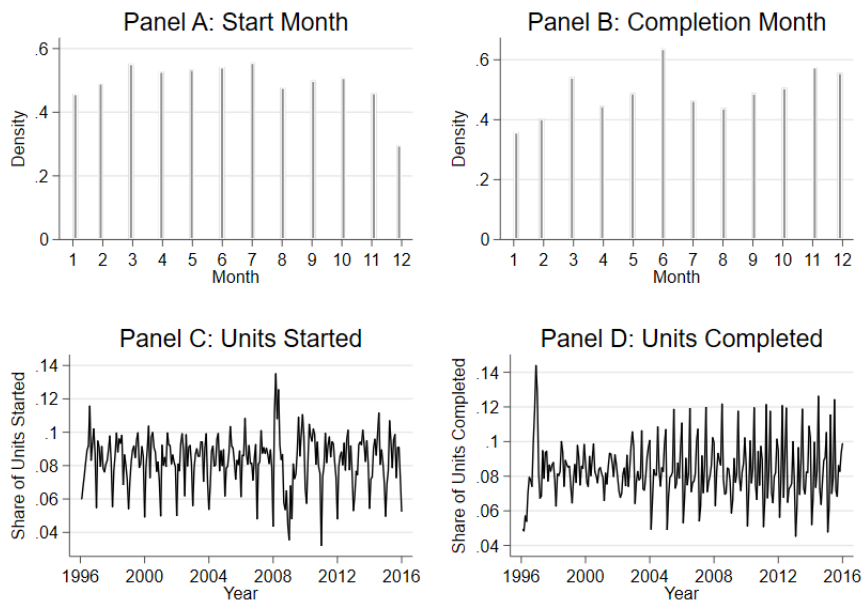 Panel A: Start Month
.6
.4
.2
0
Density
1 2 3 4 5 6 7 8 9 10 11 12
Month
Panel B: Completion Month
.6
.4
.2
0
Density
1 2 3 4 5 6 7 8 9 10 11 12
Month
Panel C: Units Started
.14
.12
.1
.08
.06
.04
Share of Units Started
1996 2000 2004 2008 2012 2016
Year
Panel D: Units Completed
.14
.12
.1
.08
.06
.04
Share of Units Completed
1996 2000 2004 2008 2012 2016
Year